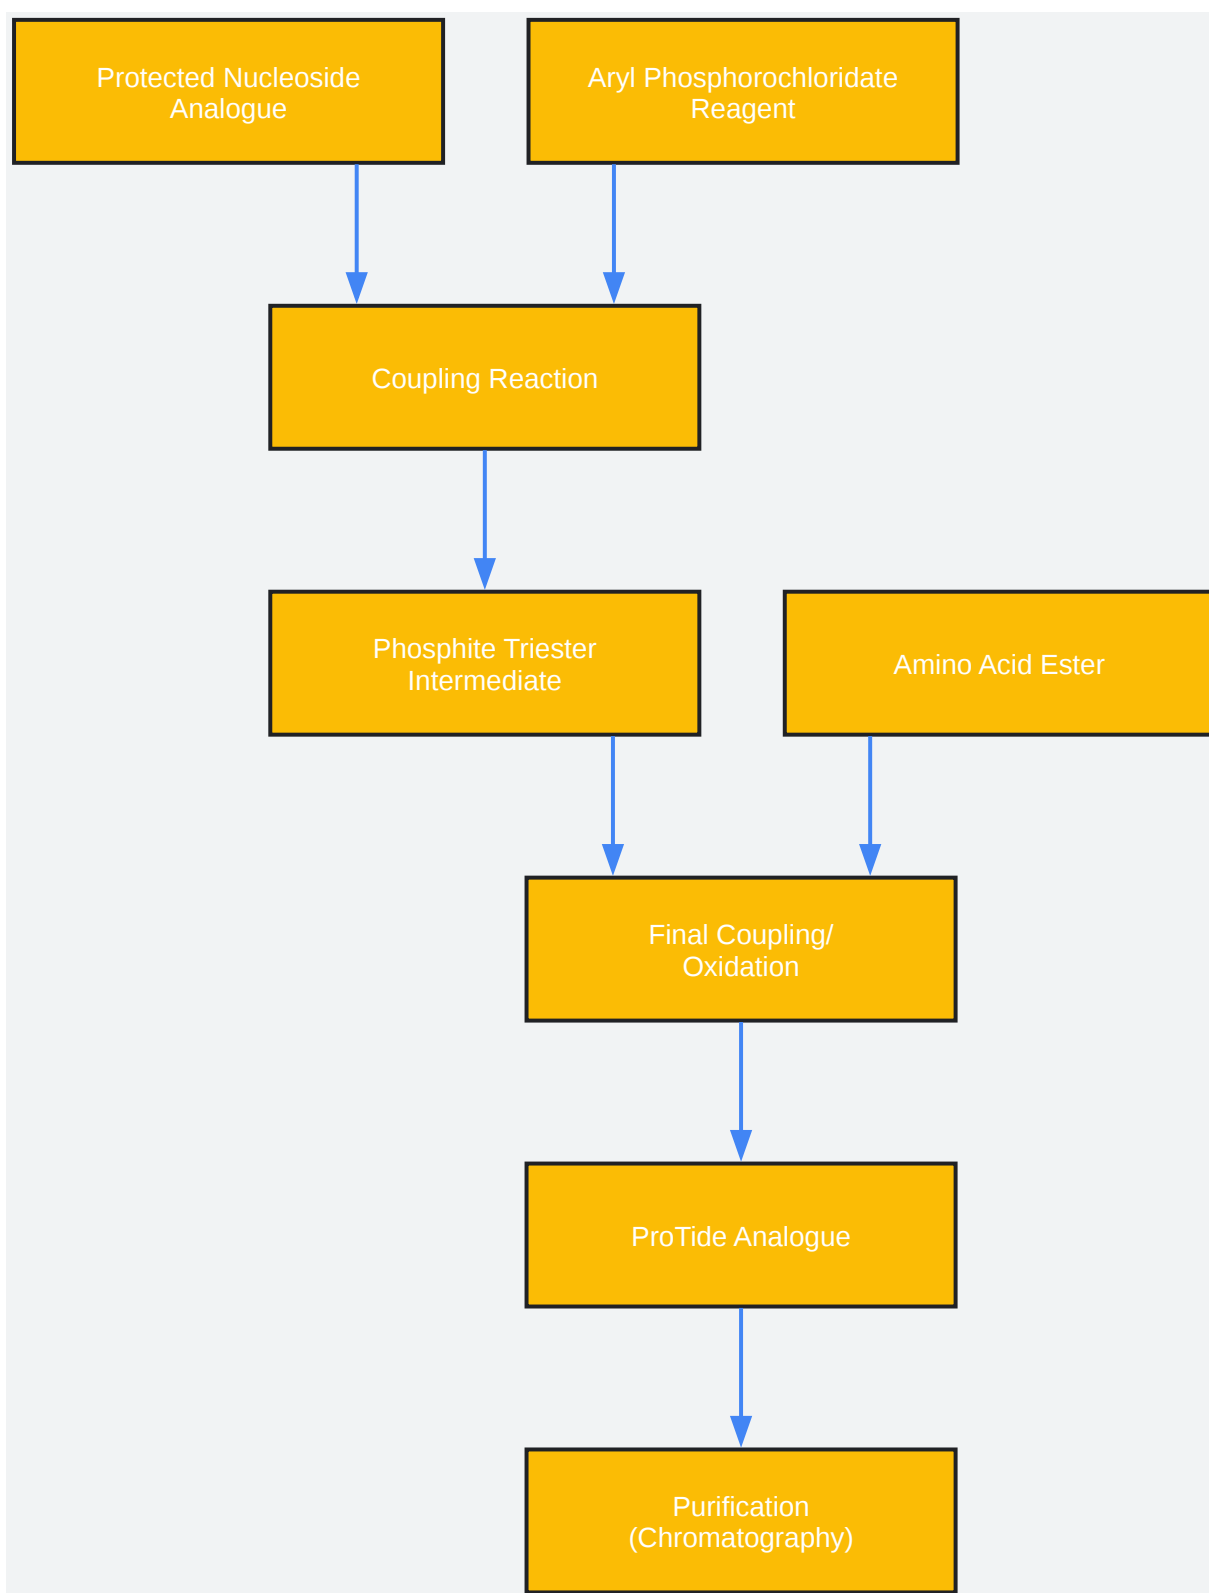 Protected Nucleoside
Analogue
Aryl Phosphorochloridate
Reagent
Coupling Reaction
Phosphite Triester
Intermediate
Amino Acid Ester
Final Coupling/
Oxidation
ProTide Analogue
Purification
(Chromatography)